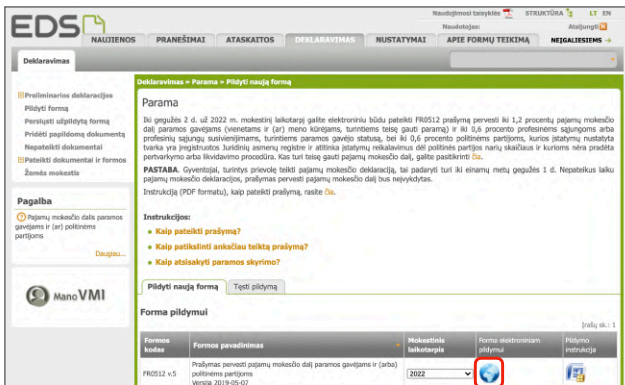 Naudojimosi taisyklės STRUKTŪRA LT EN
EDS
Naudotojas: Atsijungti
NAUJIENOS PRANEŠIMAI ATASKAITOS DEKLARAVIMAS NUSTATYMAI APIE FORMŲ TEIKIMĄ NEĮGALIESIEMS →
Deklaravimas
Deklaravimas » Parama » Pildyti naują formą
Preliminarios deklaracijos
Pildyti formą
Persiųsti užpildytą formą
Pridėti papildomą dokumentą
Nepateikti dokumentai
Pateikti dokumentai ir formos
Žemės mokestis
Pagalba
Pajamų mokesčio dalis paramos
gavėjams ir (ar) politinėms
partijoms
Daugiau...
Mano VMI
Parama
Iki gegužės 2 d. už 2022 m. mokestinį laikotarpį galite elektroniniu būdu pateikti FR0512 prašymą pervesti iki 1,2 procentų pajamų mokesčio
dalį paramos gavėjams (vienetams ir (ar) meno kūrėjams, turintiems teisę gauti paramą) ir iki 0,6 procento profesinėms sąjungoms arba
profesinių sąjungų susivienijimams, turintiems paramos gavėjo statusą, bei iki 0,6 procento politinėms partijoms, kurios įstatymų nustatyta
tvarka yra įregistruotos Juridinių asmenų registre ir atitinka įstatymų reikalavimus dėl politinės partijos narių skaičiaus ir kurioms nėra pradėta
pertvarkymo arba likvidavimo procedūra. Kas turi teisę gauti pajamų mokesčio dalį, galite pasitikrinti čia.
PASTABA. Gyventojai, turintys prievolę teikti pajamų mokesčio deklaraciją, tai padaryti turi iki einamų metų gegužės 1 d. Nepateikus laiku
pajamų mokesčio deklaracijos, prašymas pervesti pajamų mokesčio dalį bus neįvykdytas.
Instrukciją (PDF formatu), kaip pateikti prašymą, rasite čia.
Instrukcijos:
Kaip pateikti prašymą?
Kaip patikslinti anksčiau teiktą prašymą?
Kaip atsisakyti paramos skyrimo?
Pildyti naują formą Tęsti pildymą
Forma pildymui
Įrašų sk.: 1
Formos kodas Formos pavadinimas Mokestinis laikotarpis Forma elektroniniam pildymui Pildymo instrukcija
FR0512 v.5 Prašymas pervesti pajamų mokesčio dalį paramos gavėjams ir (arba)
politinėms partijoms
Versija 2019-05-07
2022